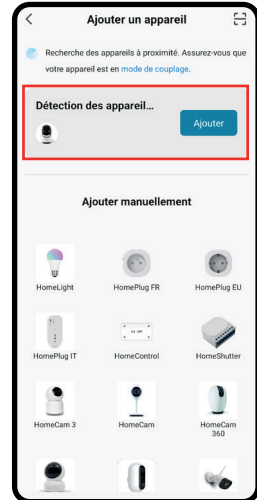 Ajouter un appareil
Recherche des appareils à proximité. Assurez-vous que
votre appareil est en mode de couplage.
Détection des appareil...
Ajouter
Ajouter manuellement
HomeLight
HomePlug FR
HomePlug EU
HomePlug IT
HomeControl
HomeShutter
HomeCam 3
HomeCam
HomeCam
360